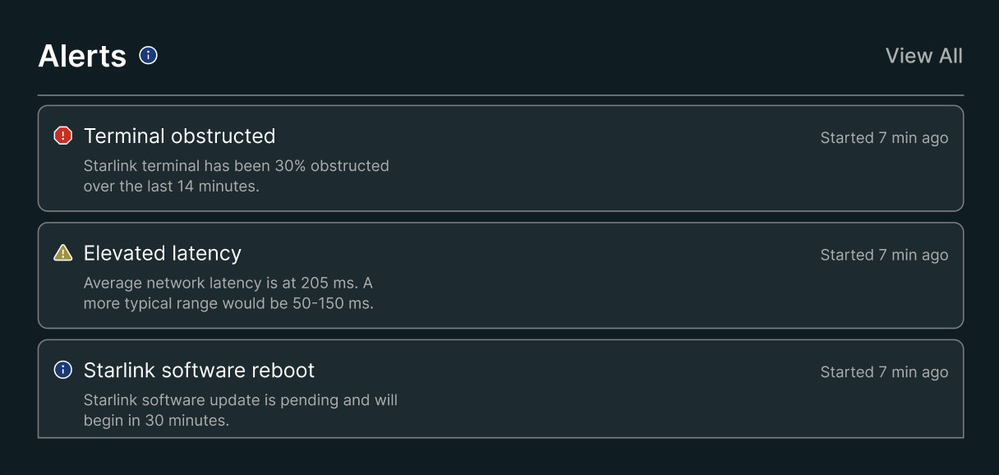 Alerts
View All
Terminal obstructed
Started 7 min ago
Starlink terminal has been 30% obstructed
over the last 14 minutes.
Elevated latency
Started 7 min ago
Average network latency is at 205 ms. A
more typical range would be 50-150 ms.
Starlink software reboot
Started 7 min ago
Starlink software update is pending and will
begin in 30 minutes.